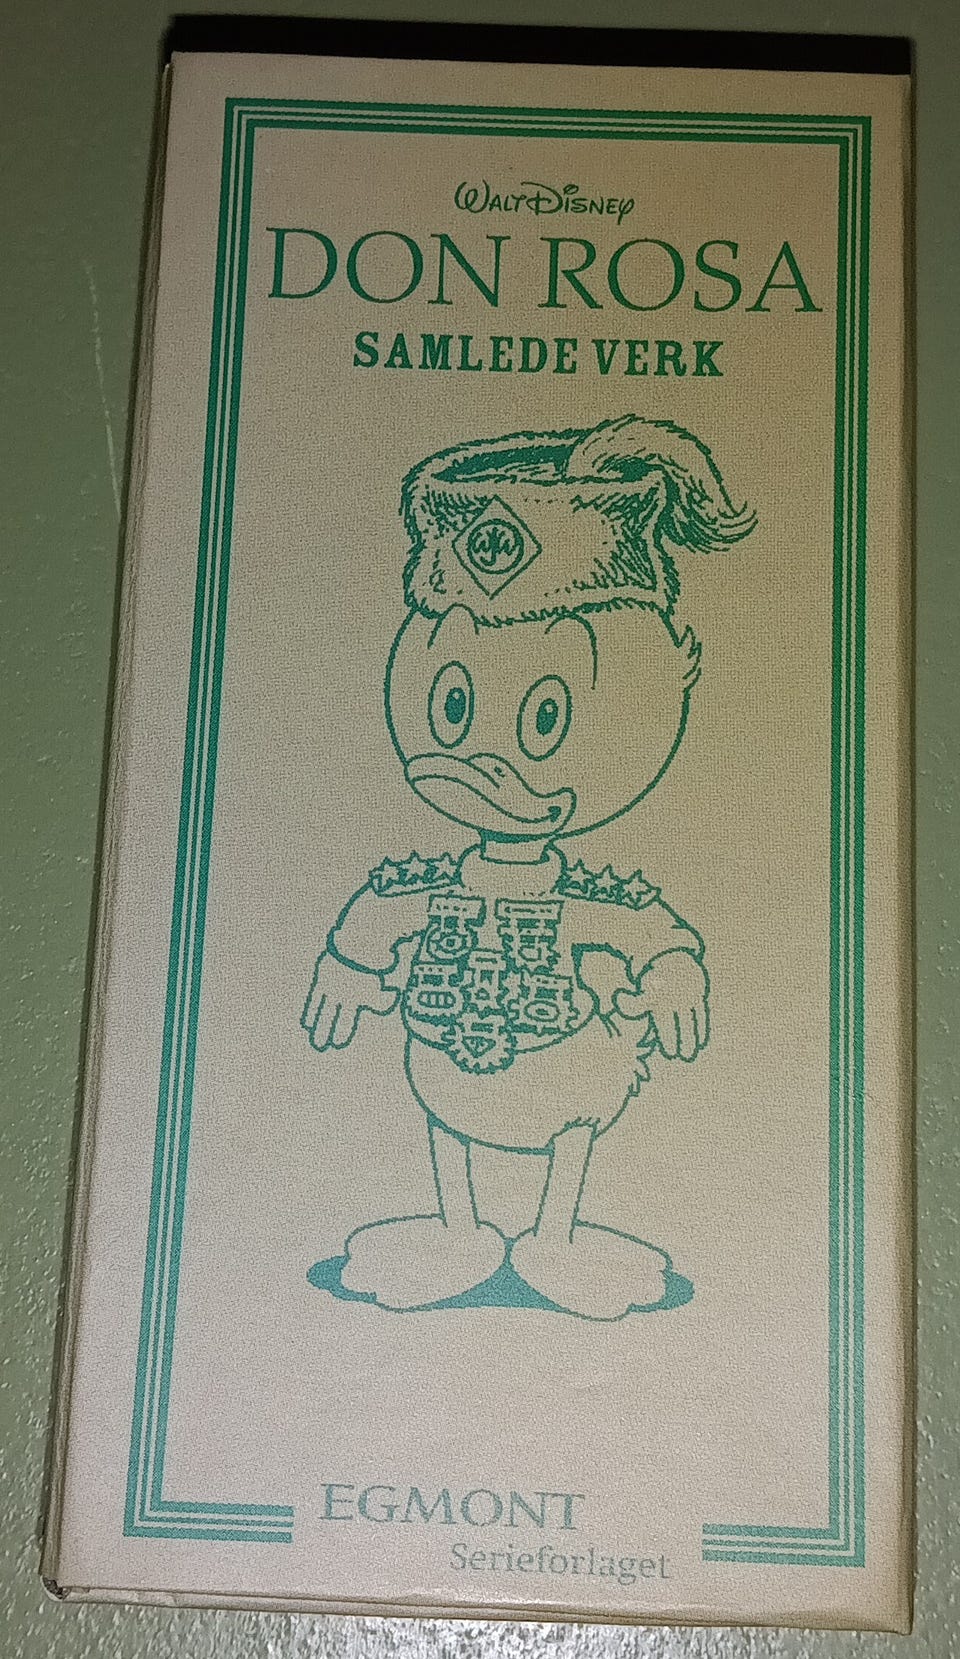 WALT DISNEY
DON ROSA
SAMLEDE VERK
EGMONT
Serieforlaget